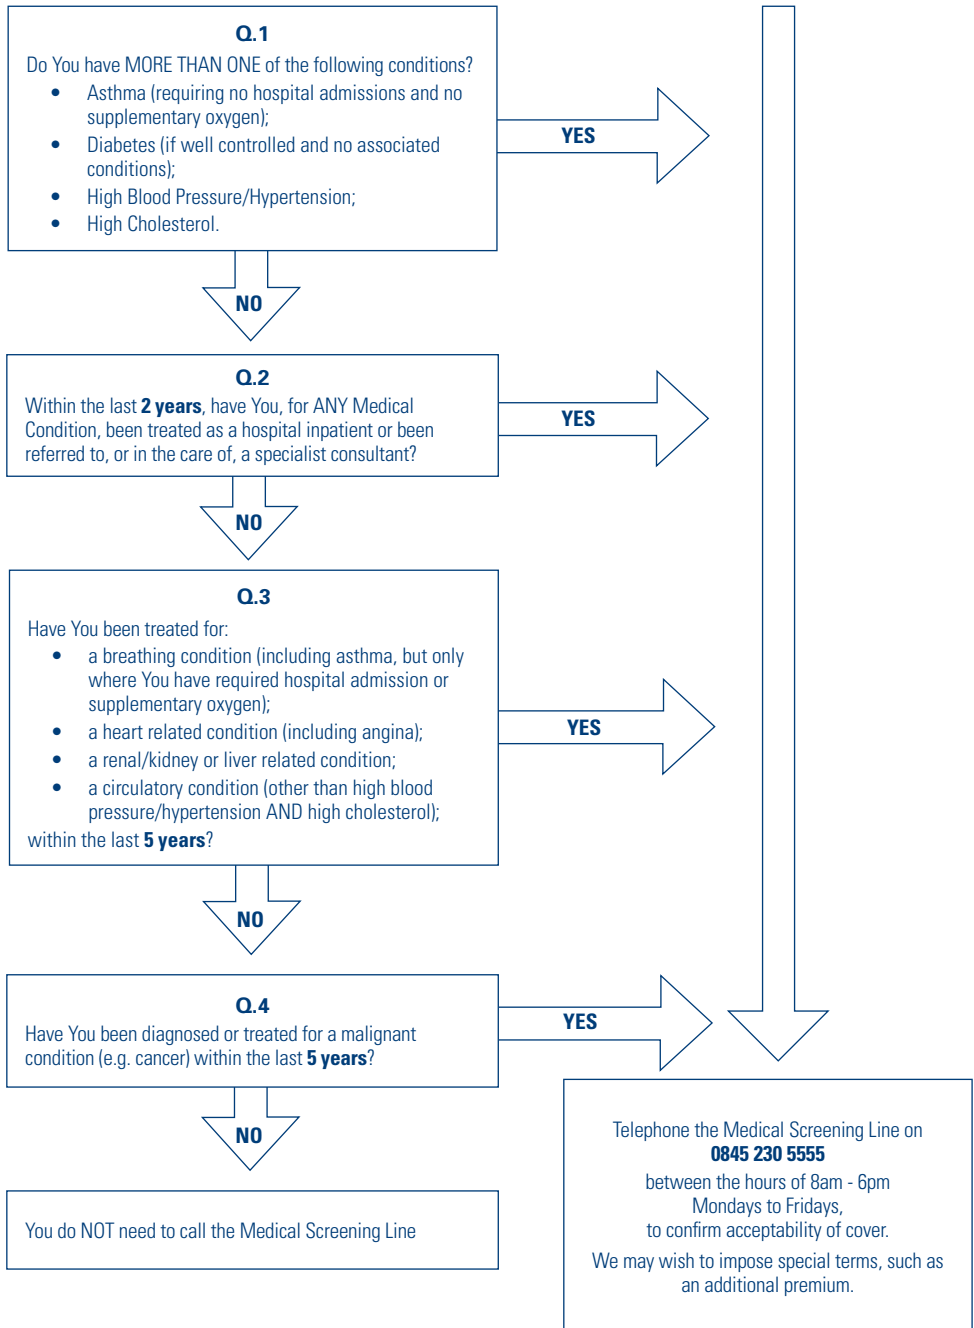 Q.1
Do You have MORE THAN ONE of the following conditions?
• Asthma (requiring no hospital admissions and no
supplementary oxygen);
• Diabetes (if well controlled and no associated
conditions);
• High Blood Pressure/Hypertension;
• High Cholesterol.
YES
NO
Q.2
Within the last 2 years, have You, for ANY Medical
Condition, been treated as a hospital inpatient or been
referred to, or in the care of, a specialist consultant?
YES
NO
Q.3
Have You been treated for:
• a breathing condition (including asthma, but only
where You have required hospital admission or
supplementary oxygen);
• a heart related condition (including angina);
• a renal/kidney or liver related condition;
• a circulatory condition (other than high blood
pressure/hypertension AND high cholesterol);
within the last 5 years?
YES
NO
Q.4
Have You been diagnosed or treated for a malignant
condition (e.g. cancer) within the last 5 years?
YES
NO
You do NOT need to call the Medical Screening Line
Telephone the Medical Screening Line on
0845 230 5555
between the hours of 8am - 6pm
Mondays to Fridays,
to confirm acceptability of cover.
We may wish to impose special terms, such as
an additional premium.